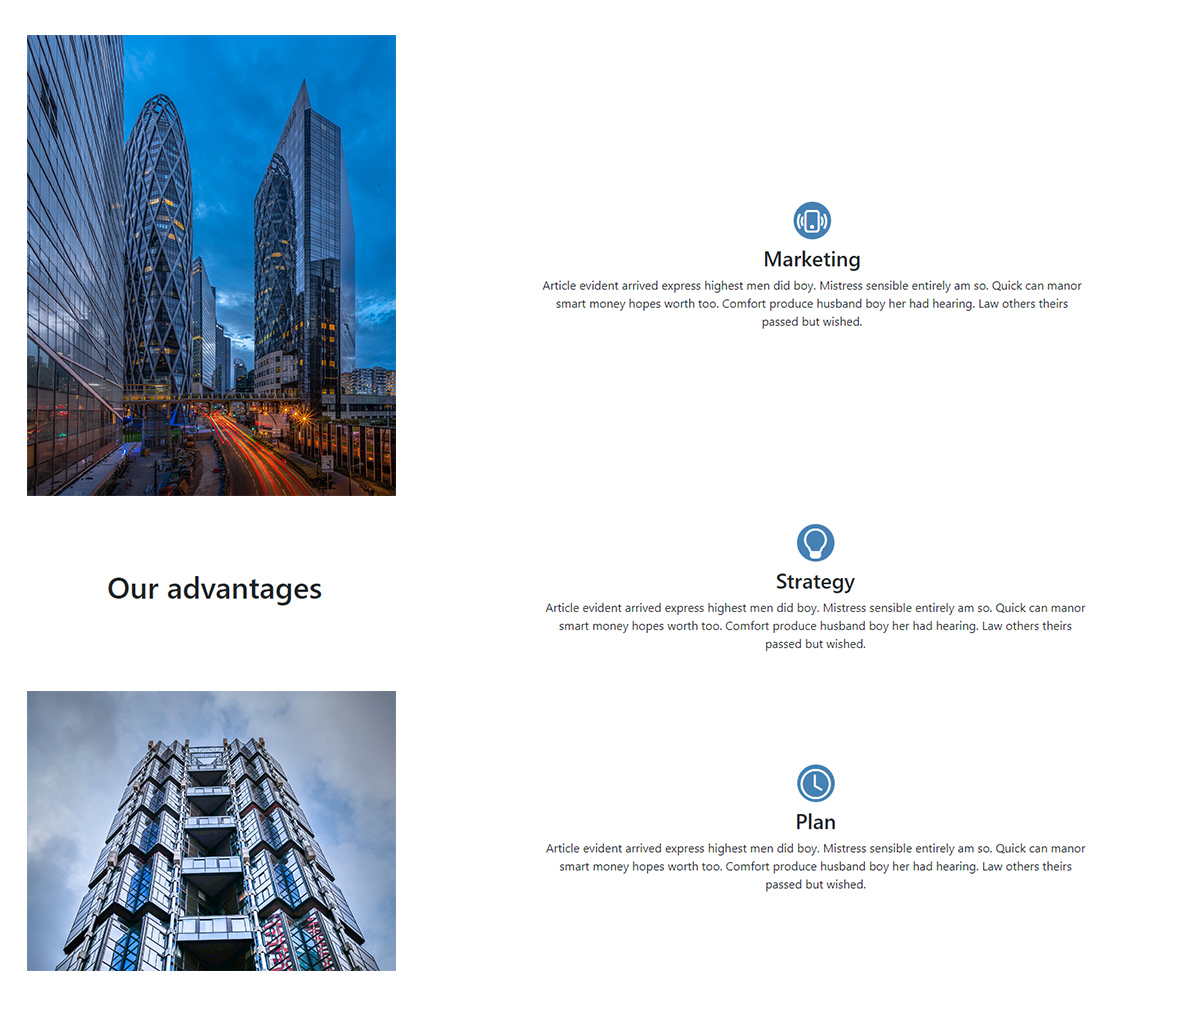 Marketing
Article evident arrived express highest men did boy. Mistress sensible entirely am so. Quick can manor
smart money hopes worth too. Comfort produce husband boy her had hearing. Law others theirs
passed but wished.
Our advantages
Strategy
Article evident arrived express highest men did boy. Mistress sensible entirely am so. Quick can manor
smart money hopes worth too. Comfort produce husband boy her had hearing. Law others theirs
passed but wished.
Plan
Article evident arrived express highest men did boy. Mistress sensible entirely am so. Quick can manor
smart money hopes worth too. Comfort produce husband boy her had hearing. Law others theirs
passed but wished.